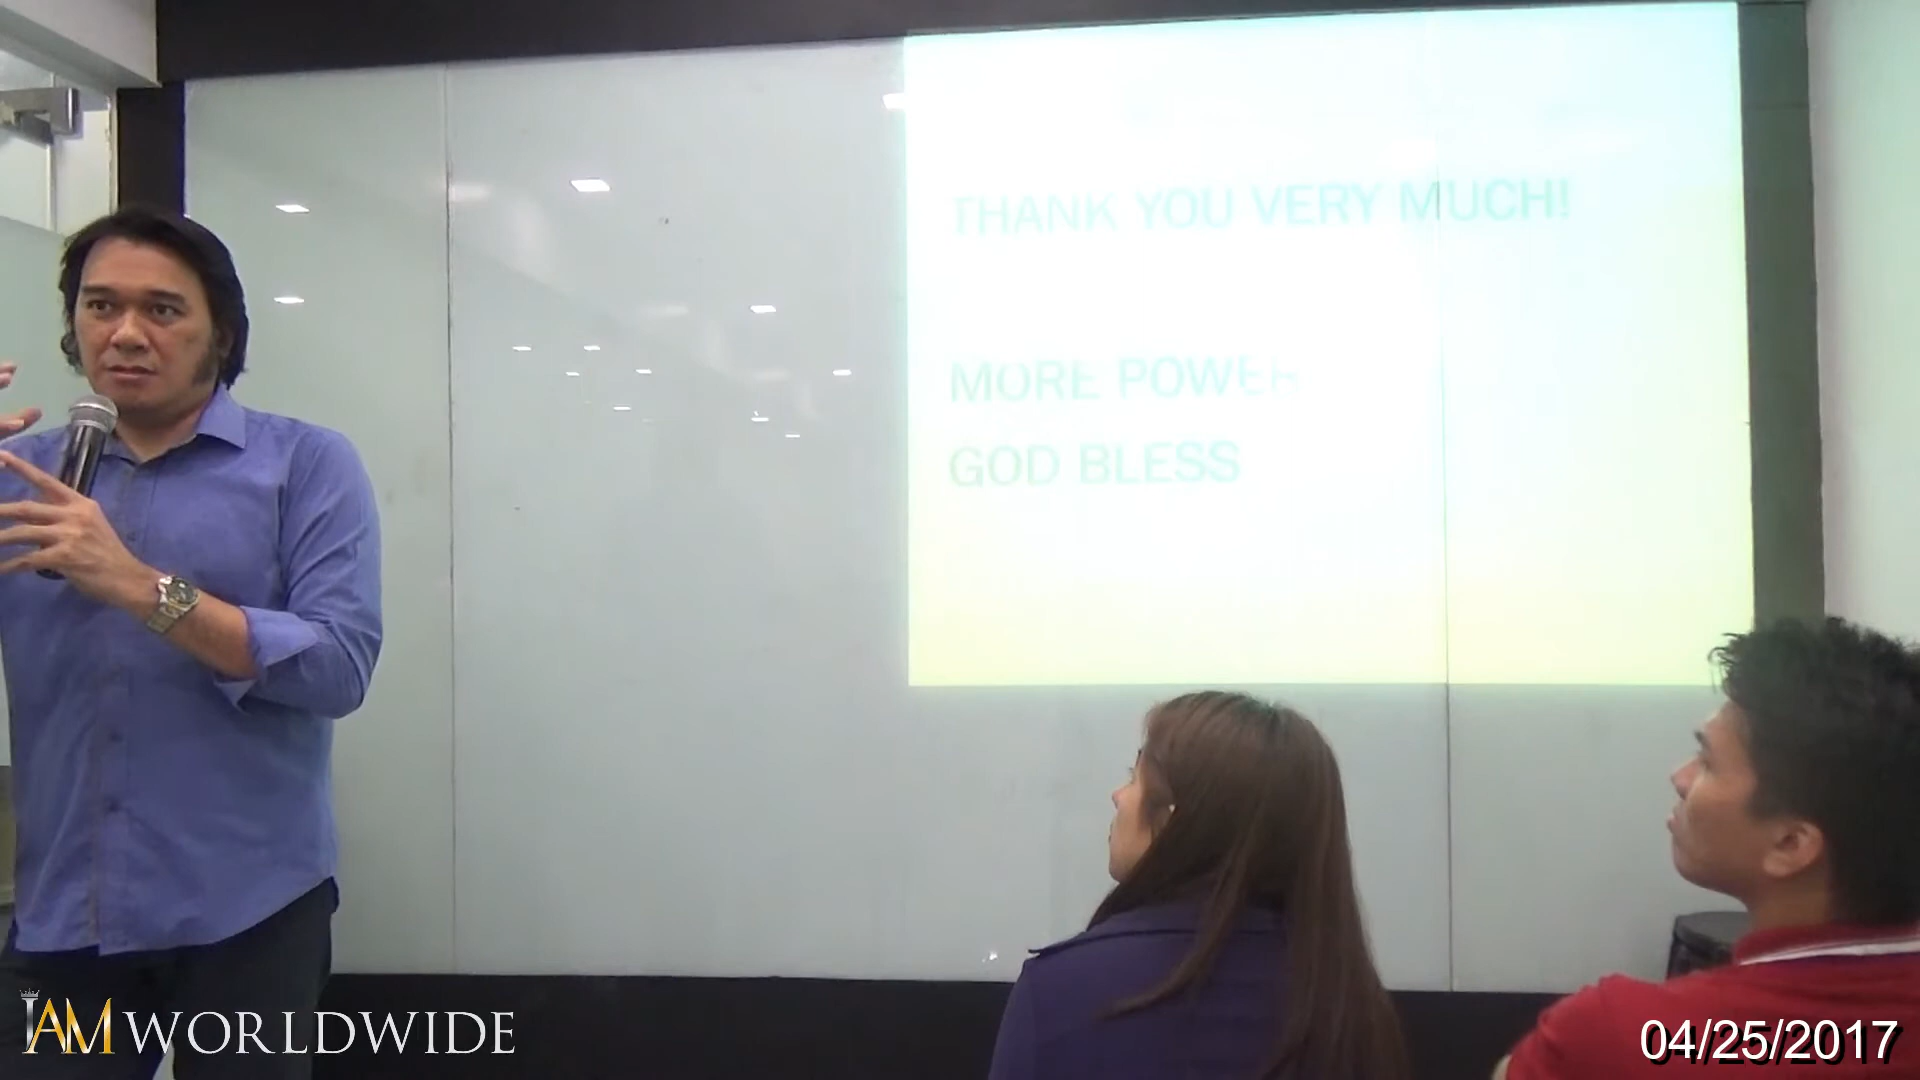 THANK YOU VERY MUCH!
MORE POWER
GOD BLESS
IAM WORLDWIDE
04/25/2017